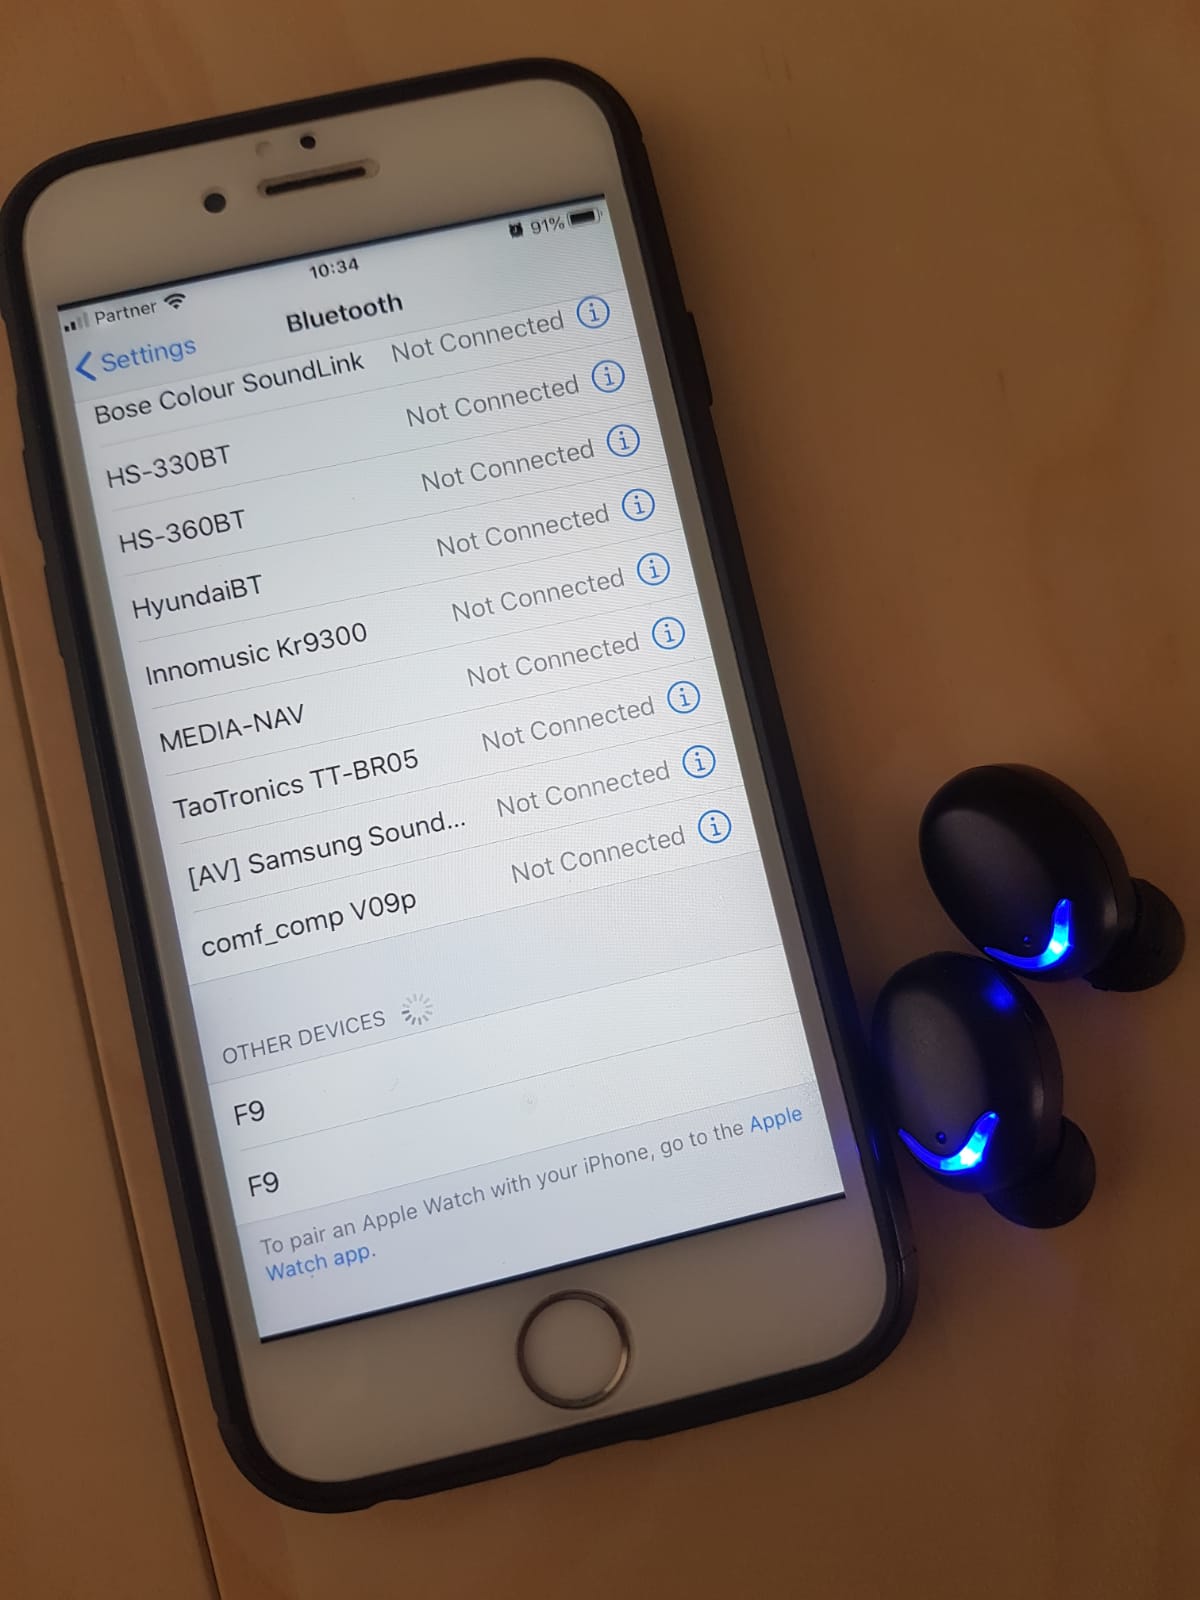 Partner 10:34 91%
Settings Bluetooth
Bose Colour SoundLink Not Connected i
HS-330BT Not Connected i
HS-360BT Not Connected i
HyundaiBT Not Connected i
Innomusic Kr9300 Not Connected i
MEDIA-NAV Not Connected i
TaoTronics TT-BR05 Not Connected i
[AV] Samsung Sound... Not Connected i
comf_comp V09p Not Connected i
OTHER DEVICES
F9
F9
To pair an Apple Watch with your iPhone, go to the Apple
Watch app.